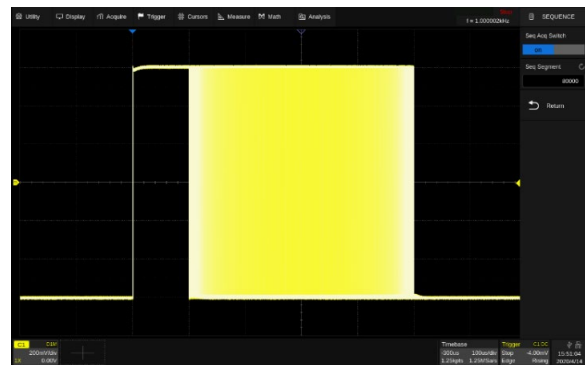 Utility Display Acquire Trigger Cursors Measure Math Analysis
f = 1.000002kHz
SEQUENCE
Seq Acq Switch
on
Seq Segment
80000
Return
C1 D1M
200mV/div
1X 0.00V
Timebase
-300us 100us/div
1.25kpts 1.25MSa/s
Trigger C1 DC
Stop -4.00mV
Edge Rising
15:51:04
2020/4/14